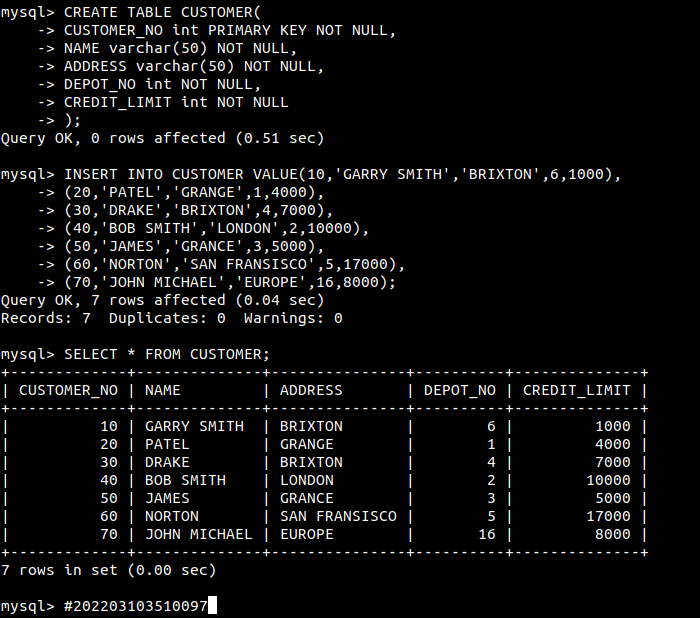 mysql> CREATE TABLE CUSTOMER(
    -> CUSTOMER_NO int PRIMARY KEY NOT NULL,
    -> NAME varchar(50) NOT NULL,
    -> ADDRESS varchar(50) NOT NULL,
    -> DEPOT_NO int NOT NULL,
    -> CREDIT_LIMIT int NOT NULL
    -> );
Query OK, 0 rows affected (0.51 sec)

mysql> INSERT INTO CUSTOMER VALUE(10,'GARRY SMITH','BRIXTON',6,1000),
    -> (20,'PATEL','GRANGE',1,4000),
    -> (30,'DRAKE','BRIXTON',4,7000),
    -> (40,'BOB SMITH','LONDON',2,10000),
    -> (50,'JAMES','GRANCE',3,5000),
    -> (60,'NORTON','SAN FRANSISCO',5,17000),
    -> (70,'JOHN MICHAEL','EUROPE',16,8000);
Query OK, 7 rows affected (0.04 sec)
Records: 7  Duplicates: 0  Warnings: 0

mysql> SELECT * FROM CUSTOMER;
+-------------+--------------+---------------+----------+--------------+
| CUSTOMER_NO | NAME         | ADDRESS       | DEPOT_NO | CREDIT_LIMIT |
+-------------+--------------+---------------+----------+--------------+
|          10 | GARRY SMITH  | BRIXTON       |        6 |         1000 |
|          20 | PATEL        | GRANGE        |        1 |         4000 |
|          30 | DRAKE        | BRIXTON       |        4 |         7000 |
|          40 | BOB SMITH    | LONDON        |        2 |        10000 |
|          50 | JAMES        | GRANCE        |        3 |         5000 |
|          60 | NORTON       | SAN FRANSISCO |        5 |        17000 |
|          70 | JOHN MICHAEL | EUROPE        |       16 |         8000 |
+-------------+--------------+---------------+----------+--------------+
7 rows in set (0.00 sec)

mysql> #202203103510097